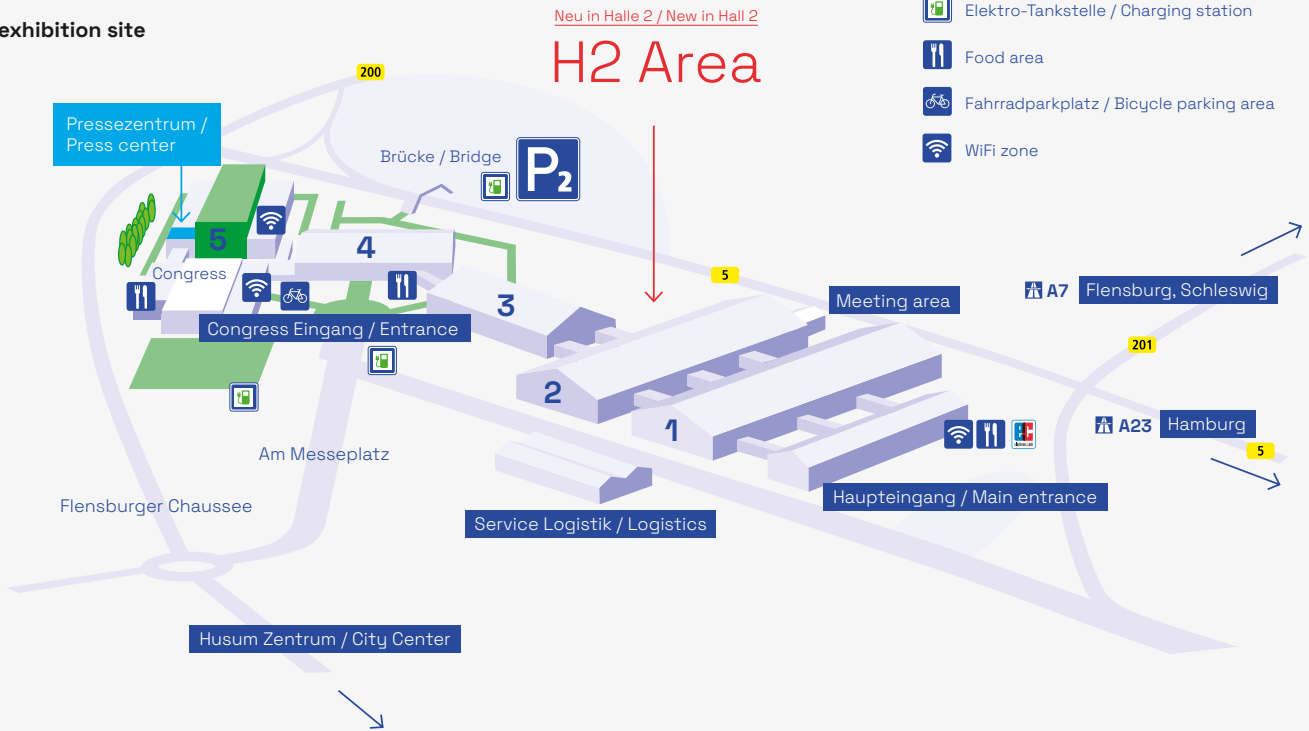 exhibition site
Neu in Halle 2 / New in Hall 2
H2 Area
Elektro-Tankstelle / Charging station
Food area
Fahrradparkplatz / Bicycle parking area
WiFi zone
200
Pressezentrum /
Press center
Brücke / Bridge
P2
5
4
Congress
3
5
Meeting area
A7
Flensburg, Schleswig
Congress Eingang / Entrance
201
2
1
A23
Hamburg
5
EC
Am Messeplatz
Flensburger Chaussee
Haupteingang / Main entrance
Service Logistik / Logistics
Husum Zentrum / City Center